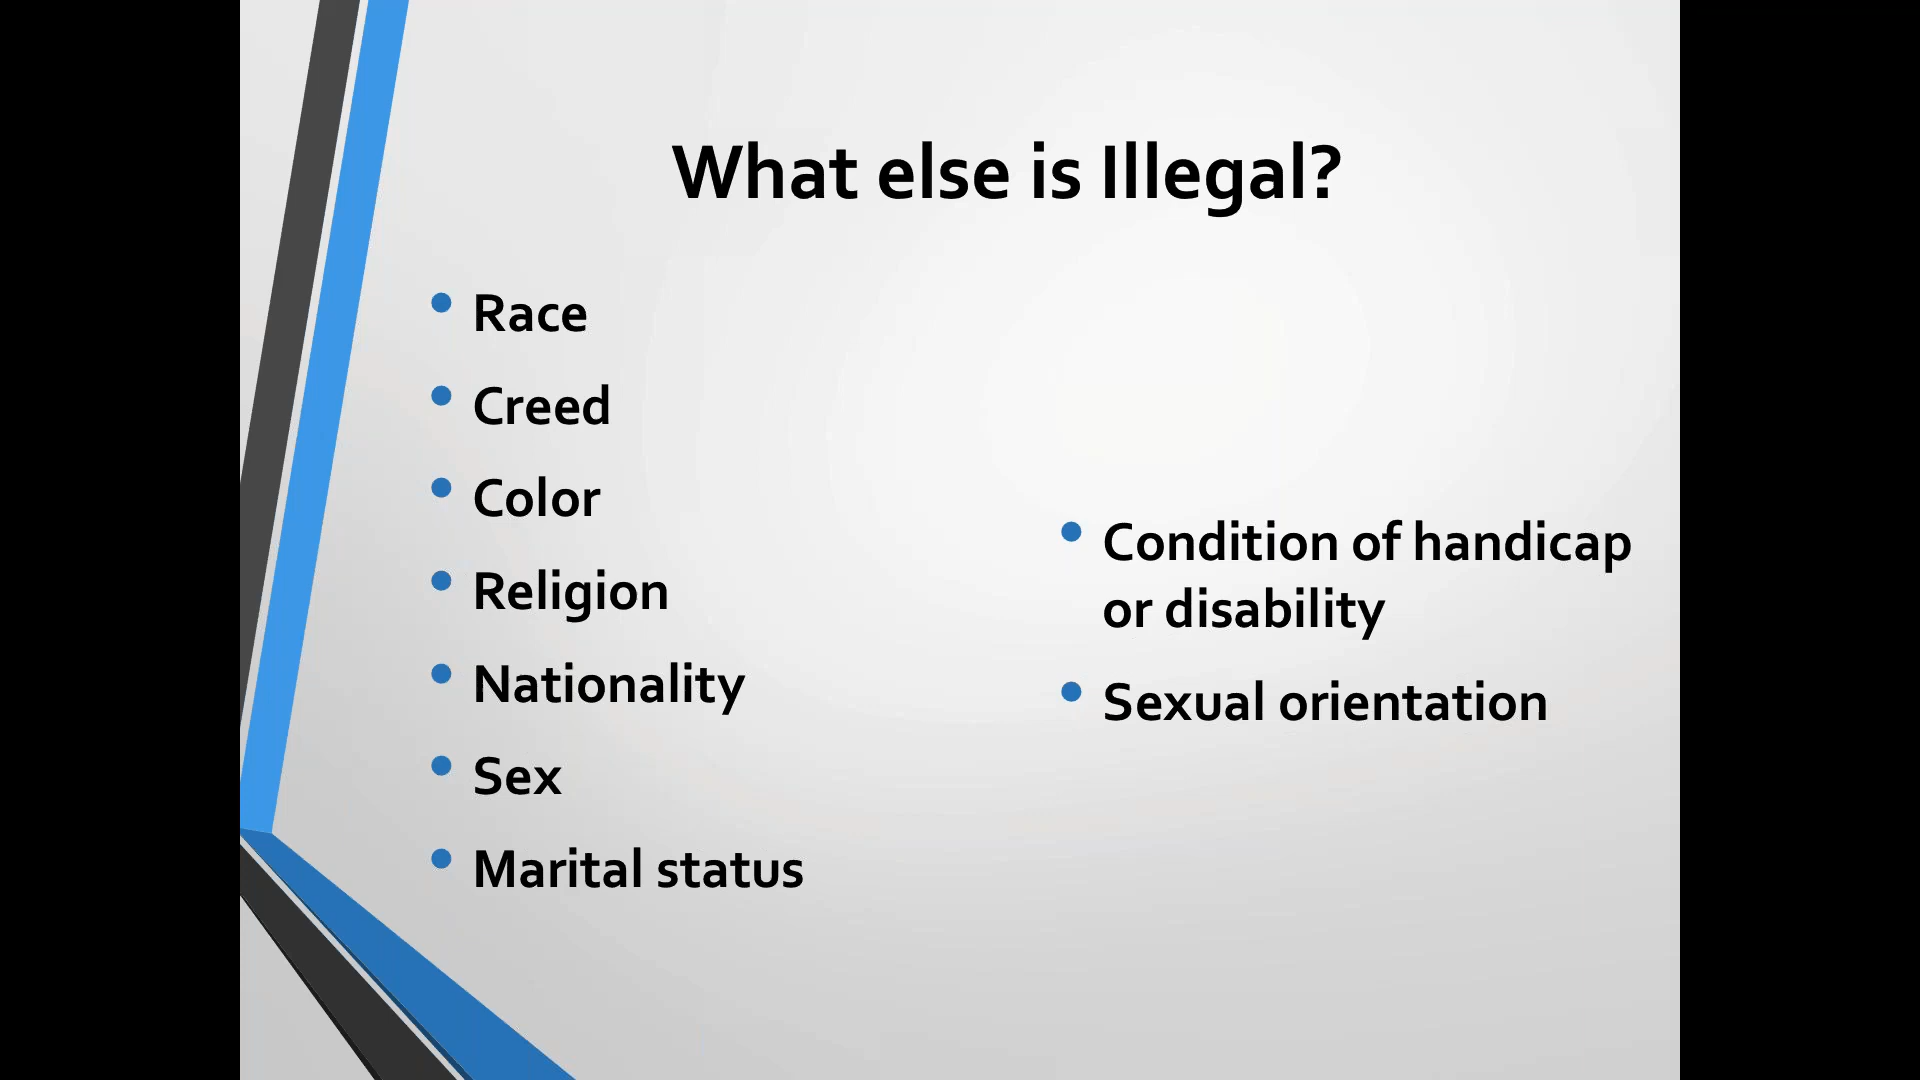 What else is Illegal?
• Race
• Creed
• Color
• Religion
• Nationality
• Sex
• Marital status
• Condition of handicap
or disability
• Sexual orientation